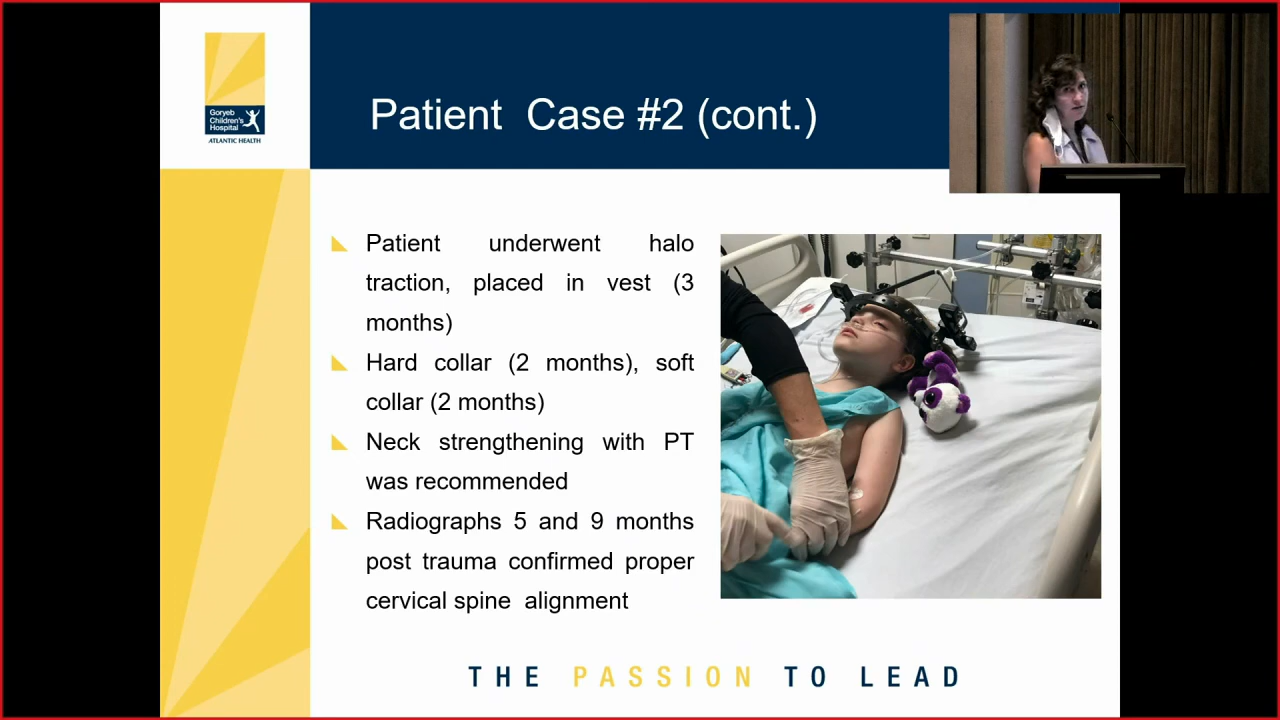 Goryeb
Children's
Hospital
ATLANTIC HEALTH
Patient Case #2 (cont.)
Patient underwent halo
traction, placed in vest (3
months)
Hard collar (2 months), soft
collar (2 months)
Neck strengthening with PT
was recommended
Radiographs 5 and 9 months
post trauma confirmed proper
cervical spine alignment
THE PASSION TO LEAD